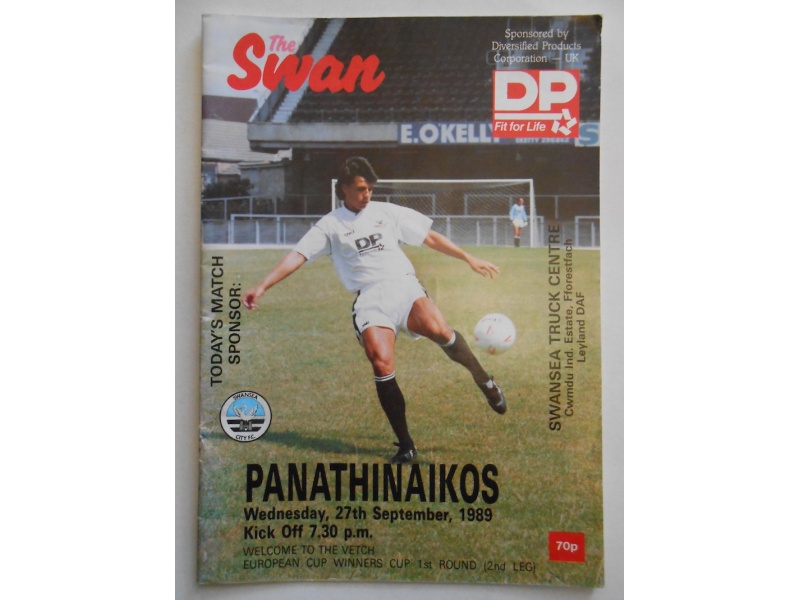 The
Swan
Sponsored by
Diversified Products
Corporation — UK
DP
Fit for Life
E.O'KELLY
S
DP
TODAY'S MATCH
SPONSOR:
SWANSEA TRUCK CENTRE
Cwmdu Ind. Estate, Fforestfach
Leyland DAF
SWANSEA
CITY F.C.
PANATHINAIKOS
Wednesday, 27th September, 1989
Kick Off 7.30 p.m.
WELCOME TO THE VETCH
EUROPEAN CUP WINNERS CUP 1st ROUND (2nd LEG)
70p